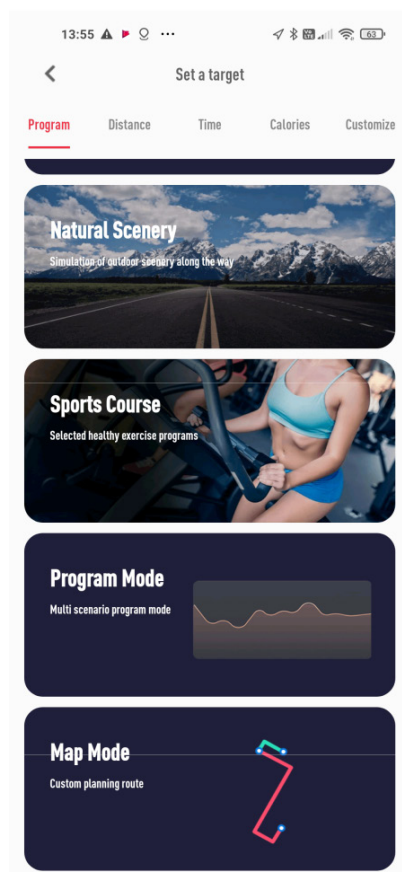 13:55
63
Set a target
Program Distance Time Calories Customize
Natural Scenery
Simulation of outdoor scenery along the way
Sports Course
Selected healthy exercise programs
Program Mode
Multi scenario program mode
Map Mode
Custom planning route